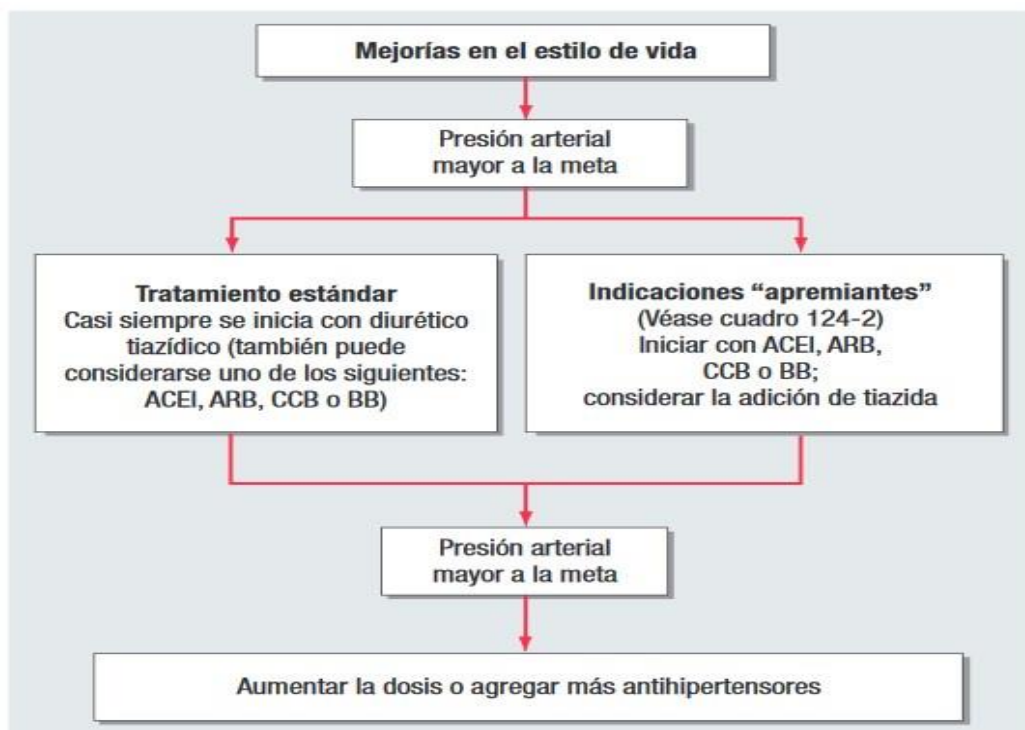 Mejorías en el estilo de vida
Presión arterial
mayor a la meta
Tratamiento estándar
Casi siempre se inicia con diurético
tiazídico (también puede
considerarse uno de los siguientes:
ACEI, ARB, CCB o BB)
Indicaciones “apremiantes”
(Véase cuadro 124-2)
Iniciar con ACEI, ARB,
CCB o BB;
considerar la adición de tiazida
Presión arterial
mayor a la meta
Aumentar la dosis o agregar más antihipertensores